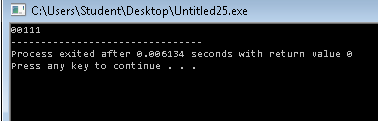 C:\Users\Student\Desktop\Untitled25.exe
00111
--------------------------------
Process exited after 0.006134 seconds with return value 0
Press any key to continue . . .